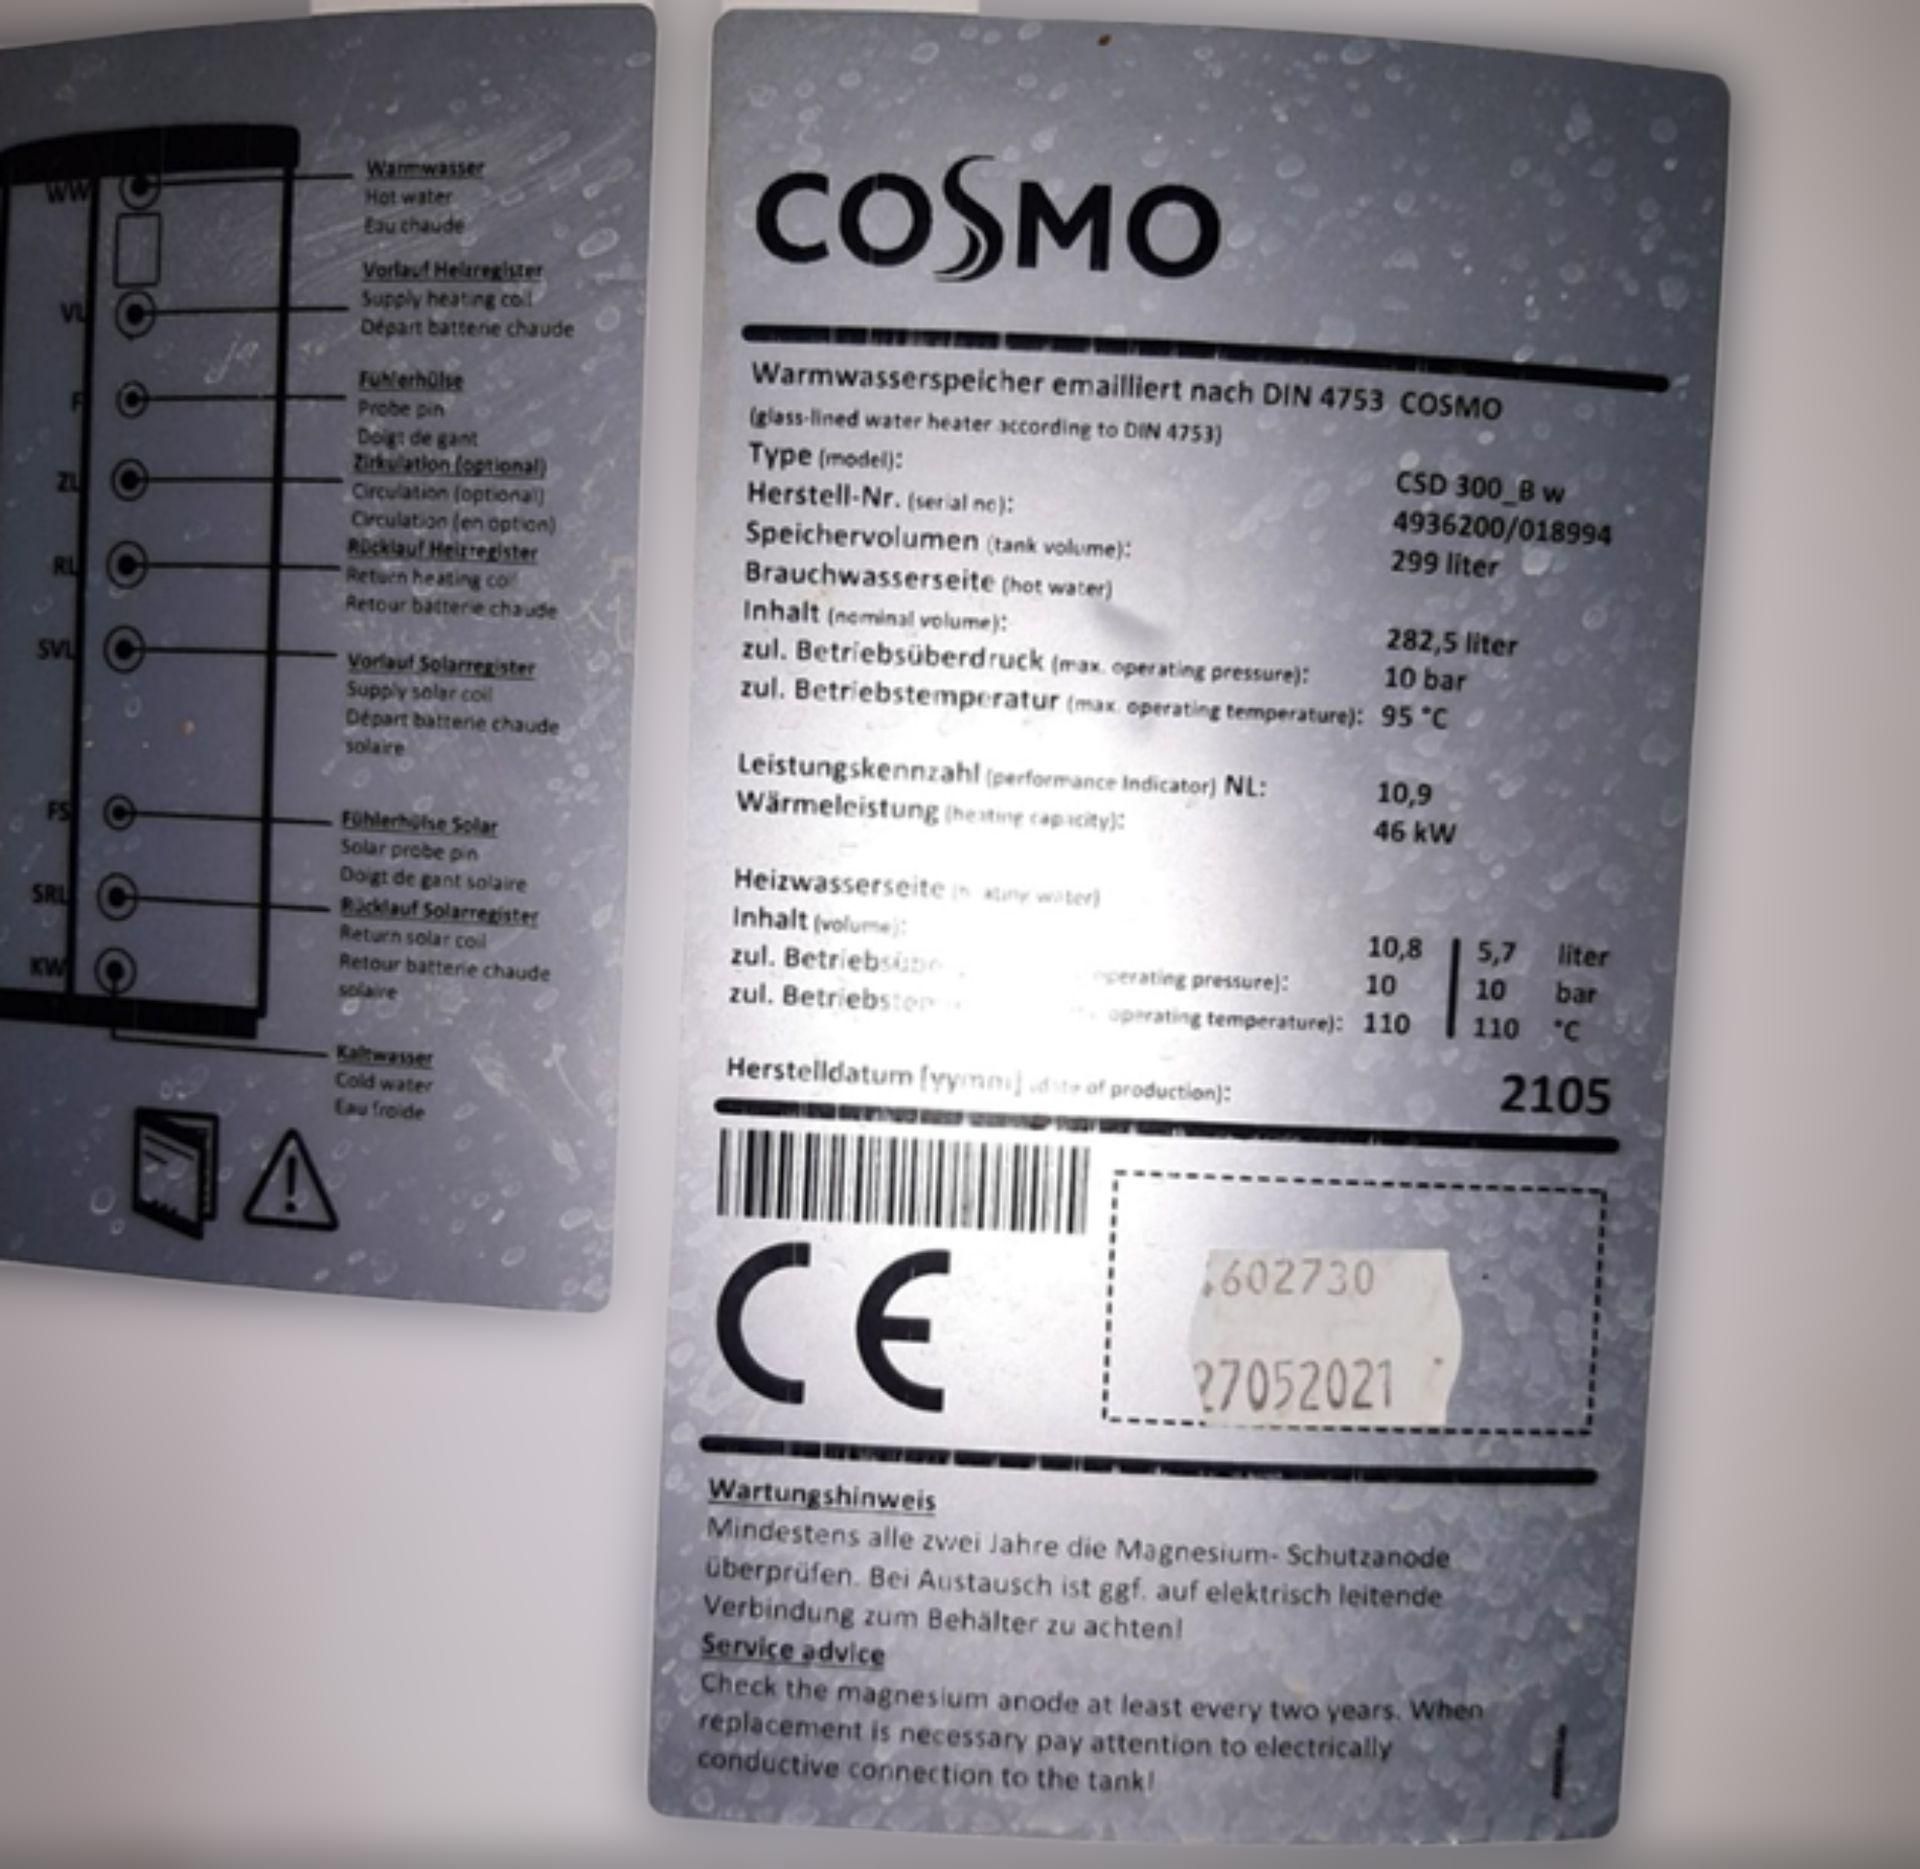 WW
Warmwasser
Hot water
Eau chaude
VL
Vorlauf Heizregister
Supply heating coil
Départ batterie chaude
F
Fühlerhülse
Probe pin
Doigt de gant
ZL
Zirkulation (optional)
Circulation (optional)
Circulation (en option)
RL
Rücklauf Heizregister
Return heating coil
Retour batterie chaude
SVL
Vorlauf Solarregister
Supply solar coil
Départ batterie chaude
solaire
FS
Fühlerhülse Solar
Solar probe pin
Doigt de gant solaire
SRL
Rücklauf Solarregister
Return solar coil
Retour batterie chaude
solaire
KW
Kaltwasser
Cold water
Eau froide
COSMO
Warmwasserspeicher emailliert nach DIN 4753 COSMO
(glass-lined water heater according to DIN 4753)
Type (model): CSD 300_B w
Herstell-Nr. (serial no): 4936200/018994
Speichervolumen (tank volume): 299 liter
Brauchwasserseite (hot water)
Inhalt (nominal volume): 282,5 liter
zul. Betriebsüberdruck (max. operating pressure): 10 bar
zul. Betriebstemperatur (max. operating temperature): 95 °C
Leistungskennzahl (performance Indicator) NL: 10,9
Wärmeleistung (heating capacity): 46 kW
Heizwasserseite (heating water)
Inhalt (volume): 10,8 | 5,7 liter
zul. operating pressure): 10 | 10 bar
zul. operating temperature): 110 | 110 °C
Herstelldatum [yymm] (date of production): 2105
CE
602730
27052021
Wartungshinweis
Mindestens alle zwei Jahre die Magnesium- Schutzanode
überprüfen. Bei Austausch ist ggf. auf elektrisch leitende
Verbindung zum Behälter zu achten!
Service advice
Check the magnesium anode at least every two years. When
replacement is necessary pay attention to electrically
conductive connection to the tank!